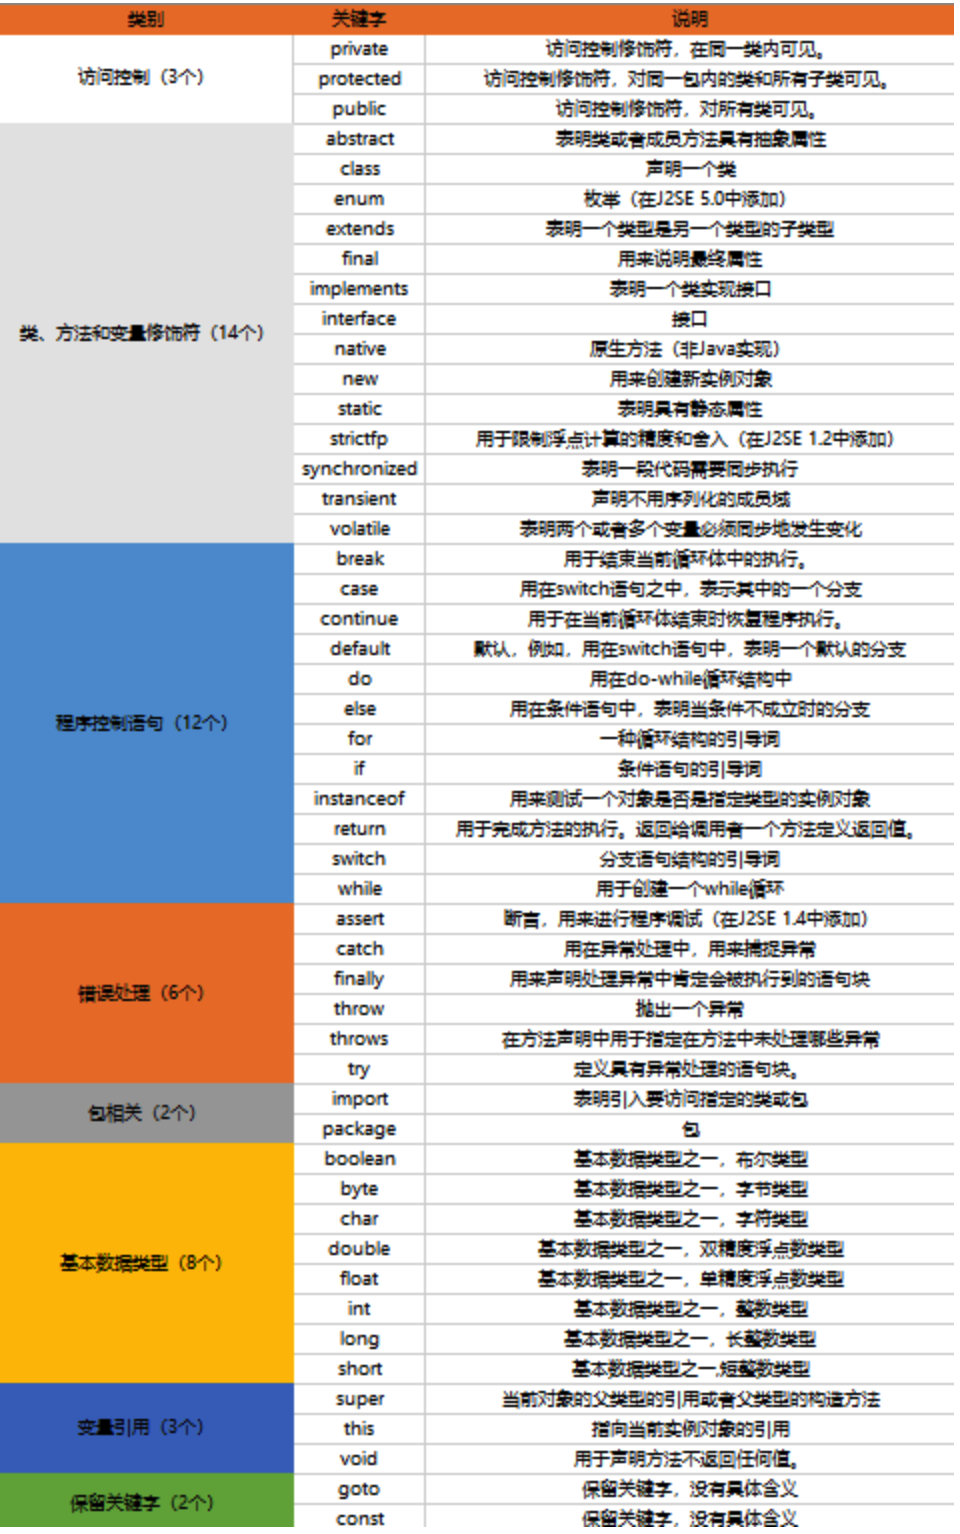 类别 关键字 说明
访问控制（3个）
private 访问控制修饰符，在同一类内可见。
protected 访问控制修饰符，对同一包内的类和所有子类可见。
public 访问控制修饰符，对所有类可见。
类、方法和变量修饰符（14个）
abstract 表明类或者成员方法具有抽象属性
class 声明一个类
enum 枚举（在J2SE 5.0中添加）
extends 表明一个类型是另一个类型的子类型
final 用来说明最终属性
implements 表明一个类实现接口
interface 接口
native 原生方法（非Java实现）
new 用来创建新实例对象
static 表明具有静态属性
strictfp 用于限制浮点计算的精度和舍入（在J2SE 1.2中添加）
synchronized 表明一段代码需要同步执行
transient 声明不用序列化的成员域
volatile 表明两个或者多个变量必须同步地发生变化
程序控制语句（12个）
break 用于结束当前循环体中的执行。
case 用在switch语句之中，表示其中的一个分支
continue 用于在当前循环体结束时恢复程序执行。
default 默认，例如，用在switch语句中，表明一个默认的分支
do 用在do-while循环结构中
else 用在条件语句中，表明当条件不成立时的分支
for 一种循环结构的引导词
if 条件语句的引导词
instanceof 用来测试一个对象是否是指定类型的实例对象
return 用于完成方法的执行。返回给调用者一个方法定义返回值。
switch 分支语句结构的引导词
while 用于创建一个while循环
错误处理（6个）
assert 断言，用来进行程序调试（在J2SE 1.4中添加）
catch 用在异常处理中，用来捕捉异常
finally 用来声明处理异常中肯定会被执行到的语句块
throw 抛出一个异常
throws 在方法声明中用于指定在方法中未处理哪些异常
try 定义具有异常处理的语句块。
包相关（2个）
import 表明引入要访问指定的类或包
package 包
基本数据类型（8个）
boolean 基本数据类型之一，布尔类型
byte 基本数据类型之一，字节类型
char 基本数据类型之一，字符类型
double 基本数据类型之一，双精度浮点数类型
float 基本数据类型之一，单精度浮点数类型
int 基本数据类型之一，整数类型
long 基本数据类型之一，长整数类型
short 基本数据类型之一,短整数类型
变量引用（3个）
super 当前对象的父类型的引用或者父类型的构造方法
this 指向当前实例对象的引用
void 用于声明方法不返回任何值。
保留关键字（2个）
goto 保留关键字，没有具体含义
const 保留关键字，没有具体含义